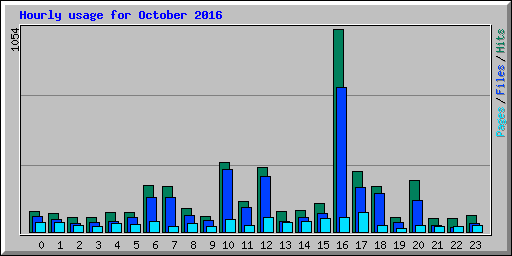 Hourly usage for October 2016
1054
Pages/Files/Hits
0 1 2 3 4 5 6 7 8 9 10 11 12 13 14 15 16 17 18 19 20 21 22 23